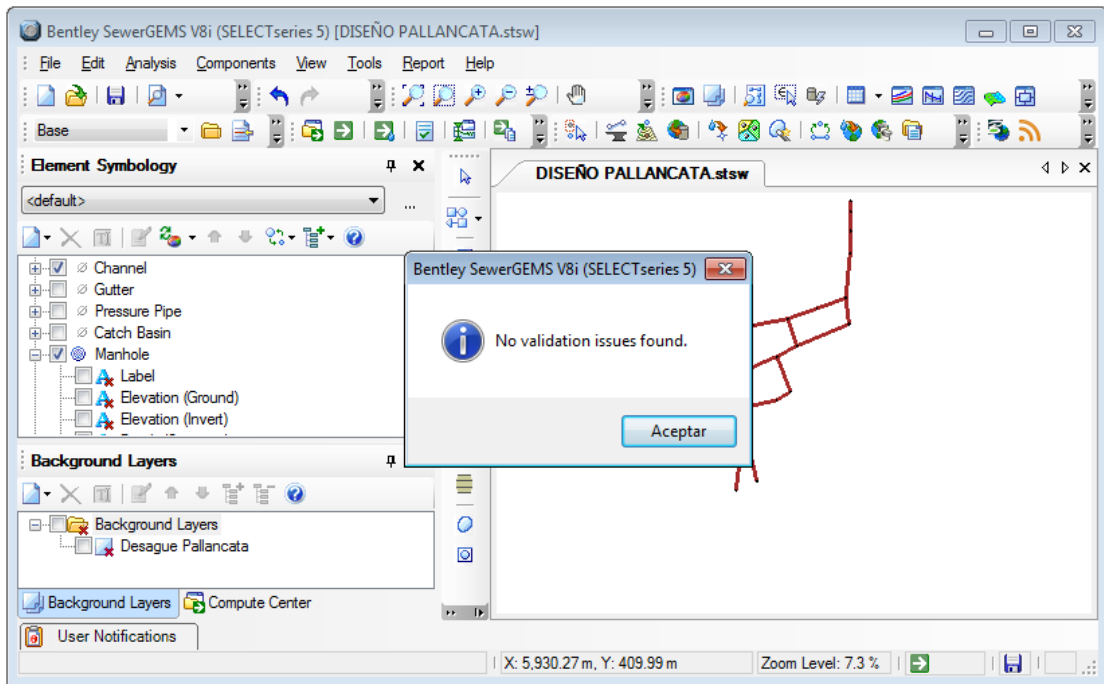 Bentley SewerGEMS V8i (SELECTseries 5) [DISEÑO PALLANCATA.stsw]
File Edit Analysis Components View Tools Report Help
Base
Element Symbology
DISEÑO PALLANCATA.stsw
<default>
...
Channel
Gutter
Pressure Pipe
Catch Basin
Manhole
Label
Elevation (Ground)
Elevation (Invert)
Bentley SewerGEMS V8i (SELECTseries 5)
No validation issues found.
Aceptar
Background Layers
Background Layers
Desague Pallancata
Background Layers Compute Center
User Notifications
X: 5,930.27 m, Y: 409.99 m Zoom Level: 7.3 %